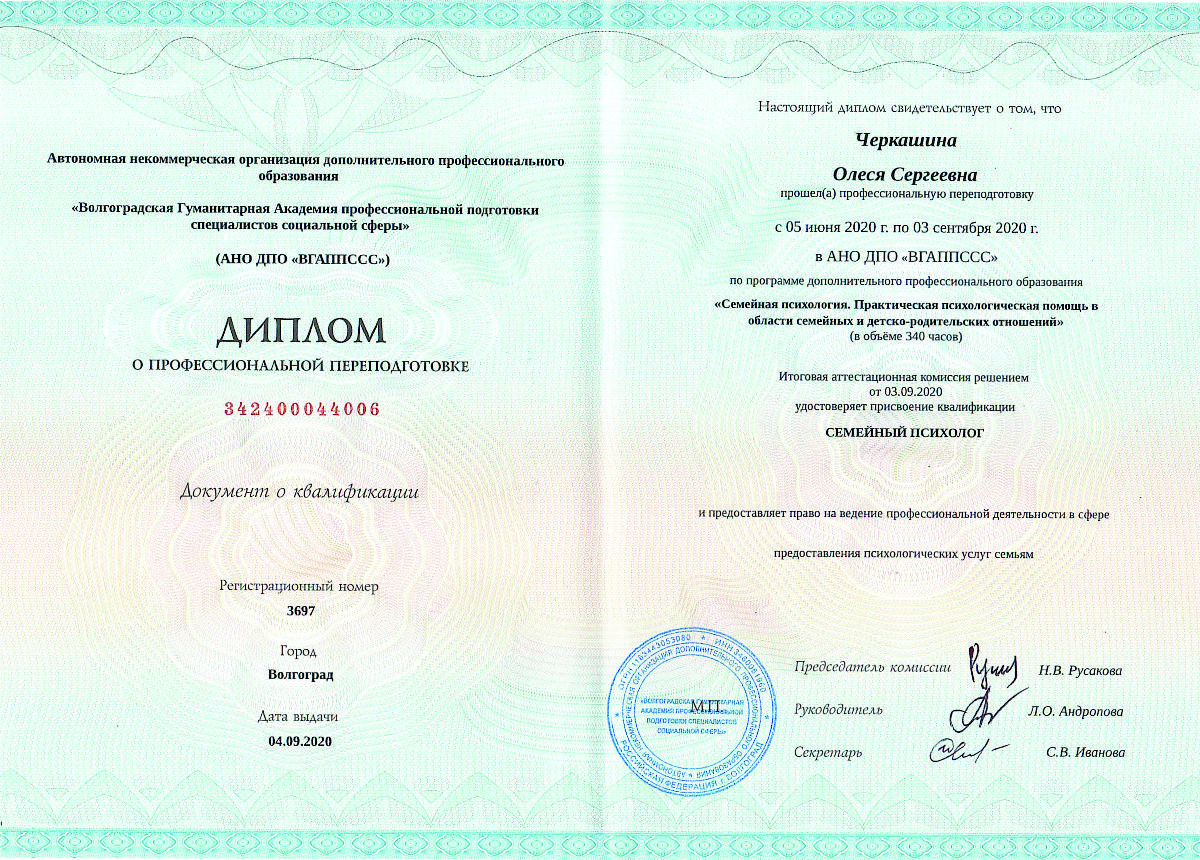 Автономная некоммерческая организация дополнительного профессионального
образования
«Волгоградская Гуманитарная Академия профессиональной подготовки
специалистов социальной сферы»
(АНО ДПО «ВГАППССС»)
ДИПЛОМ
О ПРОФЕССИОНАЛЬНОЙ ПЕРЕПОДГОТОВКЕ
342400044006
Документ о квалификации
Регистрационный номер
3697
Город
Волгоград
Дата выдачи
04.09.2020
Настоящий диплом свидетельствует о том, что
Черкашина
Олеся Сергеевна
прошел(а) профессиональную переподготовку
с 05 июня 2020 г. по 03 сентября 2020 г.
в АНО ДПО «ВГАППССС»
по программе дополнительного профессионального образования
«Семейная психология. Практическая психологическая помощь в
области семейных и детско-родительских отношений»
(в объёме 340 часов)
Итоговая аттестационная комиссия решением
от 03.09.2020
удостоверяет присвоение квалификации
СЕМЕЙНЫЙ ПСИХОЛОГ
и предоставляет право на ведение профессиональной деятельности в сфере
предоставления психологических услуг семьям
Председатель комиссии Н.В. Русакова
Руководитель Л.О. Андропова
Секретарь С.В. Иванова
М.П.
ОГРН 1163443053080 * ИНН 3460061960
РОССИЙСКАЯ ФЕДЕРАЦИЯ Г. ВОЛГОГРАД
АВТОНОМНАЯ НЕКОММЕРЧЕСКАЯ ОРГАНИЗАЦИЯ ДОПОЛНИТЕЛЬНОГО ПРОФЕССИОНАЛЬНОГО ОБРАЗОВАНИЯ
«ВОЛГОГРАДСКАЯ ГУМАНИТАРНАЯ
АКАДЕМИЯ ПРОФЕССИОНАЛЬНОЙ
ПОДГОТОВКИ СПЕЦИАЛИСТОВ
СОЦИАЛЬНОЙ СФЕРЫ»